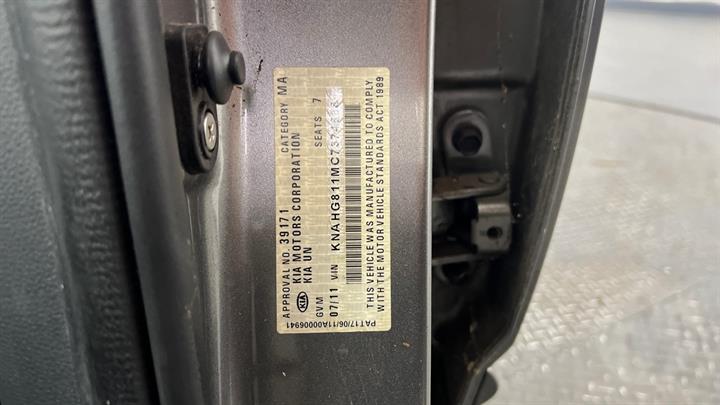 APPROVAL NO. 39171 CATEGORY MA
KIA MOTORS CORPORATION
KIA KIA UN SEATS 7
GVM
07/11 VIN
THIS VEHICLE WAS MANUFACTURED TO COMPLY
WITH THE MOTOR VEHICLE STANDARDS ACT 1989
PAT17/06/11A00006941